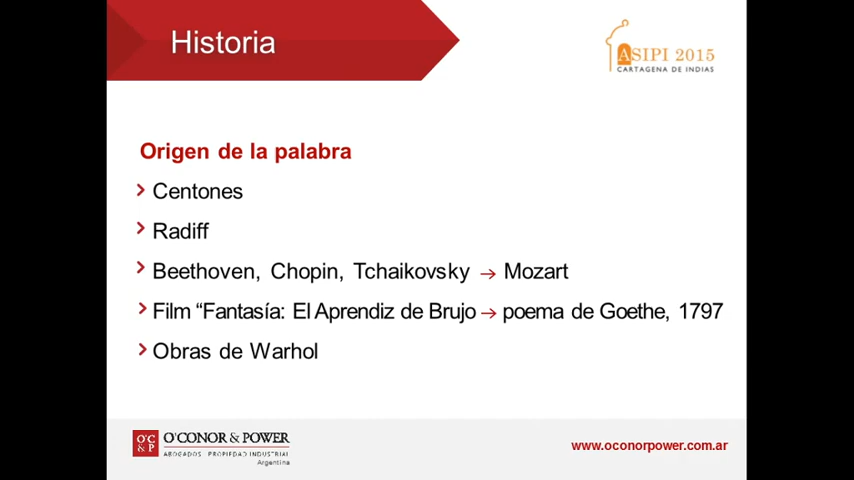 Historia
ASIPI 2015
CARTAGENA DE INDIAS
Origen de la palabra
Centones
Radiff
Beethoven, Chopin, Tchaikovsky → Mozart
Film “Fantasía: El Aprendiz de Brujo → poema de Goethe, 1797
Obras de Warhol
O'C & P O'CONOR & POWER
ABOGADOS · PROPIEDAD INDUSTRIAL
Argentina
www.oconorpower.com.ar